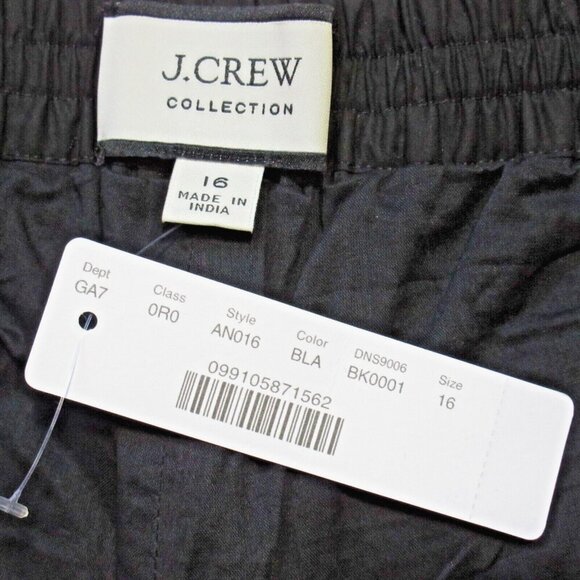 J.CREW
COLLECTION
16
MADE IN
INDIA
Dept Class Style Color DNS9006 Size
GA7 0R0 AN016 BLA BK0001 16
099105871562